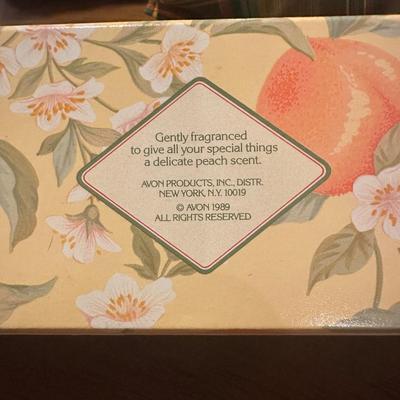 Gently fragranced
to give all your special things
a delicate peach scent.
AVON PRODUCTS, INC., DISTR.
NEW YORK, N.Y. 10019
© AVON 1989
ALL RIGHTS RESERVED